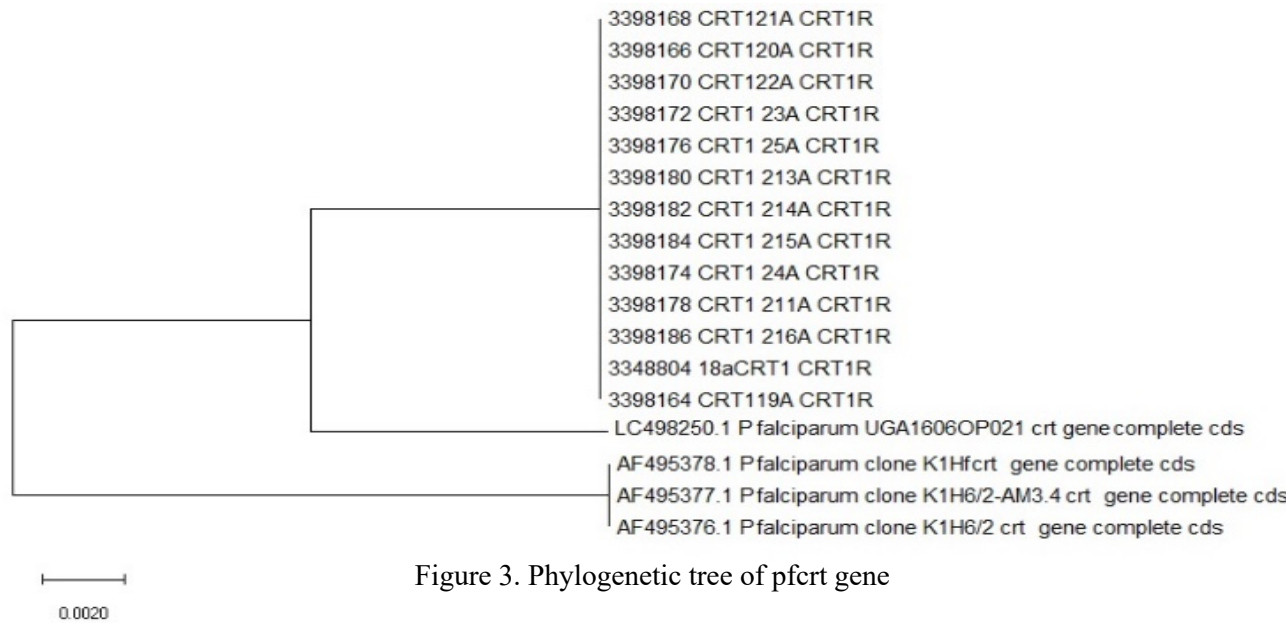 3398168 CRT121A CRT1R
3398166 CRT120A CRT1R
3398170 CRT122A CRT1R
3398172 CRT1 23A CRT1R
3398176 CRT1 25A CRT1R
3398180 CRT1 213A CRT1R
3398182 CRT1 214A CRT1R
3398184 CRT1 215A CRT1R
3398174 CRT1 24A CRT1R
3398178 CRT1 211A CRT1R
3398186 CRT1 216A CRT1R
3348804 18aCRT1 CRT1R
3398164 CRT119A CRT1R
LC498250.1 P falciparum UGA1606OP021 crt gene complete cds
AF495378.1 P falciparum clone K1Hfcrt gene complete cds
AF495377.1 P falciparum clone K1H6/2-AM3.4 crt gene complete cds
AF495376.1 P falciparum clone K1H6/2 crt gene complete cds
0.0020
Figure 3. Phylogenetic tree of pfcrt gene